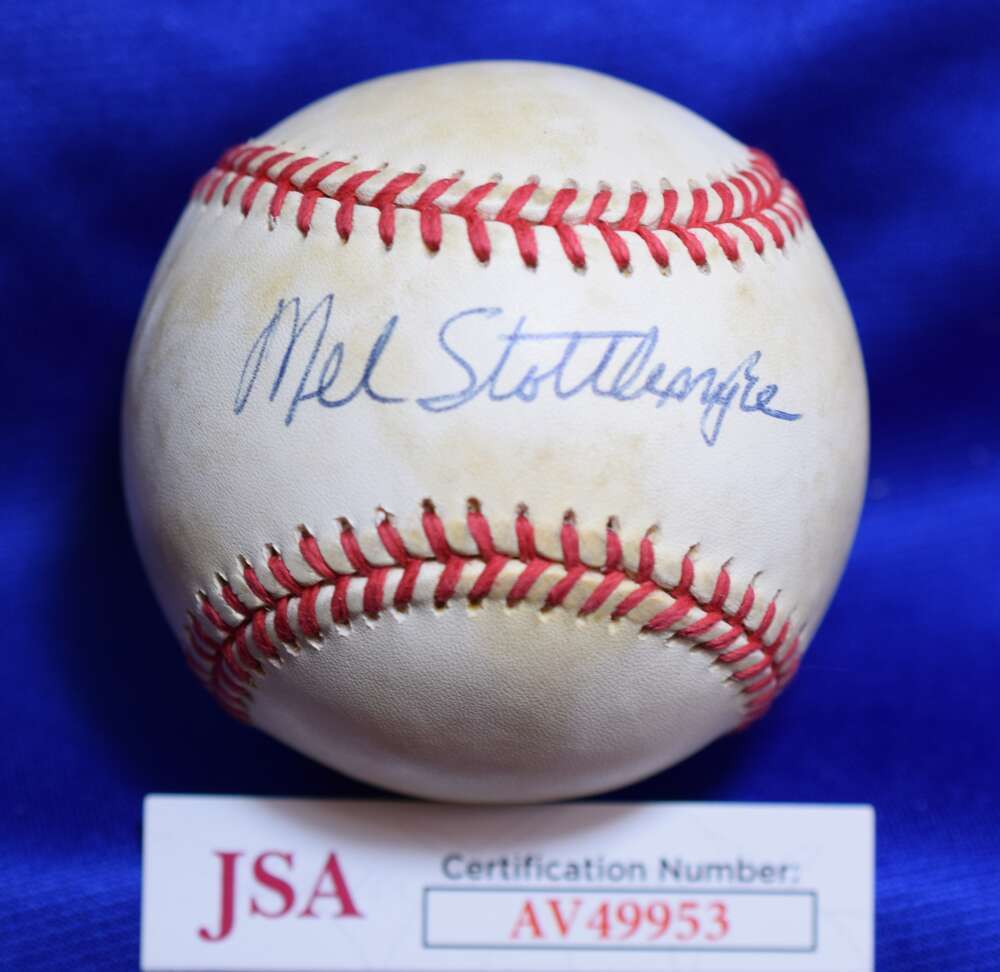 Mel Stottlemyre
JSA
Certification Number:
AV49953